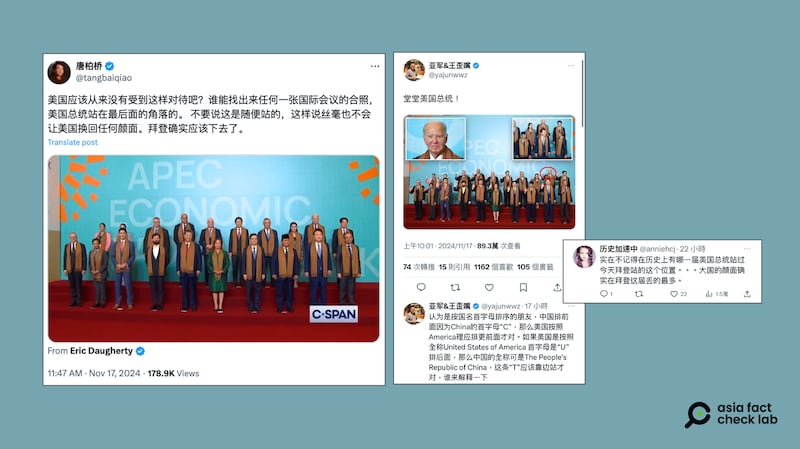 唐柏桥
@tangbaiqiao
美国应该从来没有受到这样对待吧？谁能找出来任何一张国际会议的合照，
美国总统站在最后面的角落的。不要说这是随便站的，这样说丝毫也不会
让美国换回任何颜面。拜登确实应该下去了。
Translate post
APEC
ECONOMIC
C-SPAN
From Eric Daugherty
11:47 AM · Nov 17, 2024 · 178.9K Views
亚军&王歪嘴
@yajunwwz
堂堂美国总统！
APEC
ECONOMIC
上午10:01 · 2024/11/17 · 89.3萬 次查看
74 次轉推 15 則引用 1162 個喜歡 105 個書籤
亚军&王歪嘴 @yajunwwz · 17 小時
认为是按国名首字母排序的朋友，中国排前
面因为China的首字母“C”，那么美国按照
America理应排更前面才对。如果美国是按照
全称United States of America 首字母是“U”
排后面，那么中国的全称可是The People's
Republic of China，这条“T”应该靠边站才
对，谁来解释一下
历史加速中 @anniehcj · 22 小時
实在不记得在历史上有哪一届美国总统站过
今天拜登站的这个位置。。。大国的颜面确
实在拜登这届丢的最多。
1 2 22 1.5萬
asia fact
check lab